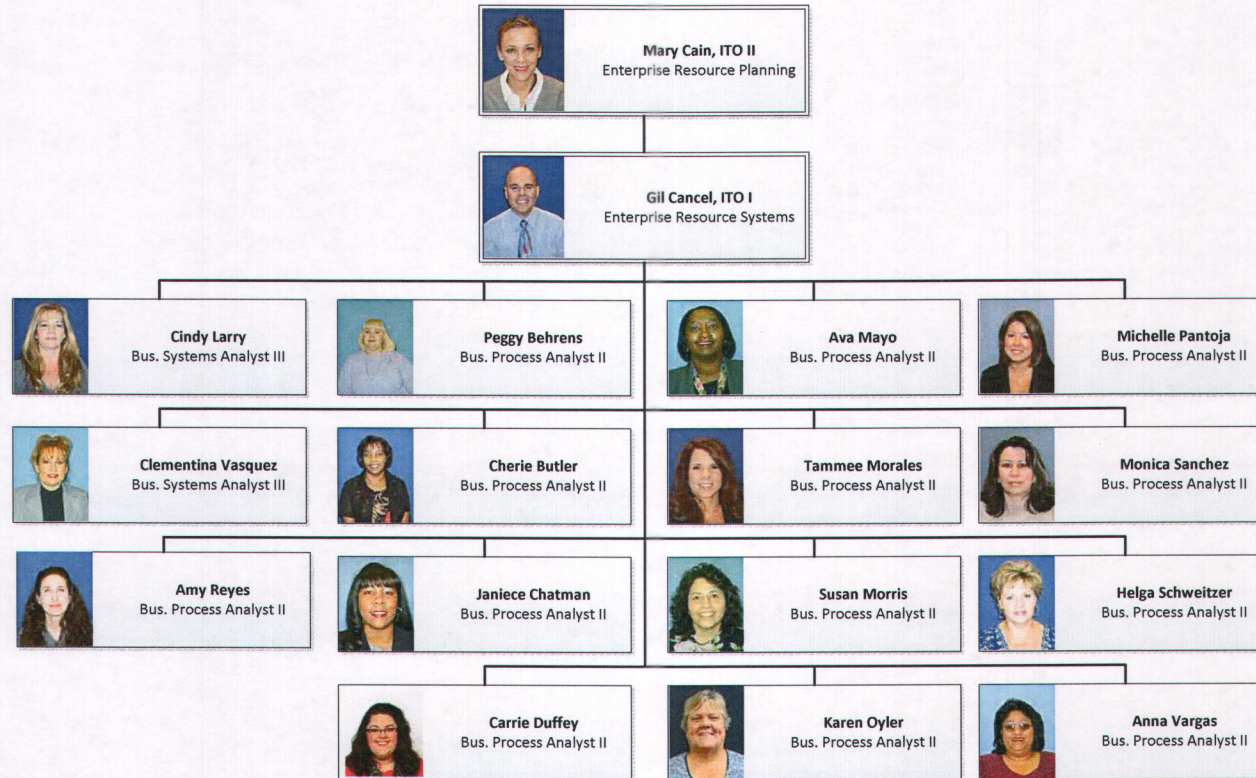 Mary Cain, ITO II
Enterprise Resource Planning
Gil Cancel, ITO I
Enterprise Resource Systems
Cindy Larry
Bus. Systems Analyst III
Peggy Behrens
Bus. Process Analyst II
Ava Mayo
Bus. Process Analyst II
Michelle Pantoja
Bus. Process Analyst II
Clementina Vasquez
Bus. Systems Analyst III
Cherie Butler
Bus. Process Analyst II
Tammee Morales
Bus. Process Analyst II
Monica Sanchez
Bus. Process Analyst II
Amy Reyes
Bus. Process Analyst II
Janiece Chatman
Bus. Process Analyst II
Susan Morris
Bus. Process Analyst II
Helga Schweitzer
Bus. Process Analyst II
Carrie Duffey
Bus. Process Analyst II
Karen Oyler
Bus. Process Analyst II
Anna Vargas
Bus. Process Analyst II